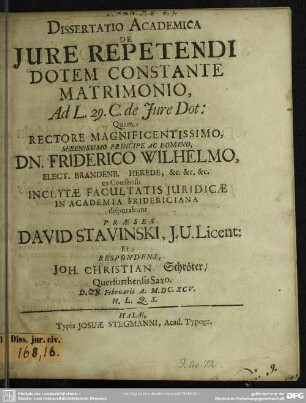 DISSERTATIO ACADEMICA
DE
JURE REPETENDI
DOTEM CONSTANTE
MATRIMONIO,
Ad L. 29. C. de Jure Dot:
Quam
RECTORE MAGNIFICENTISSIMO,
SERENISSIMO PRINCIPE AC DOMINO,
DN. FRIDERICO WILHELMO,
ELECT. BRANDENB. HEREDE, &c. &c. &c.
ex Consensu
INCLYTÆ FACULTATIS JURIDICÆ
IN ACADEMIA FRIDERICIANA
disputabunt
PRÆSES
DAVID STAVINSKI, J.U. Licent:
Et
RESPONDENS,
JOH. CHRISTIAN Schröter/
Querfurthensis Saxo.
Februarii A. M.DC.XCV.
H. L. Q. S.
HALÆ,
Typis JOSUÆ STEGMANNI, Acad. Typogr.
Diss. jur. civ.
168,16.
9.